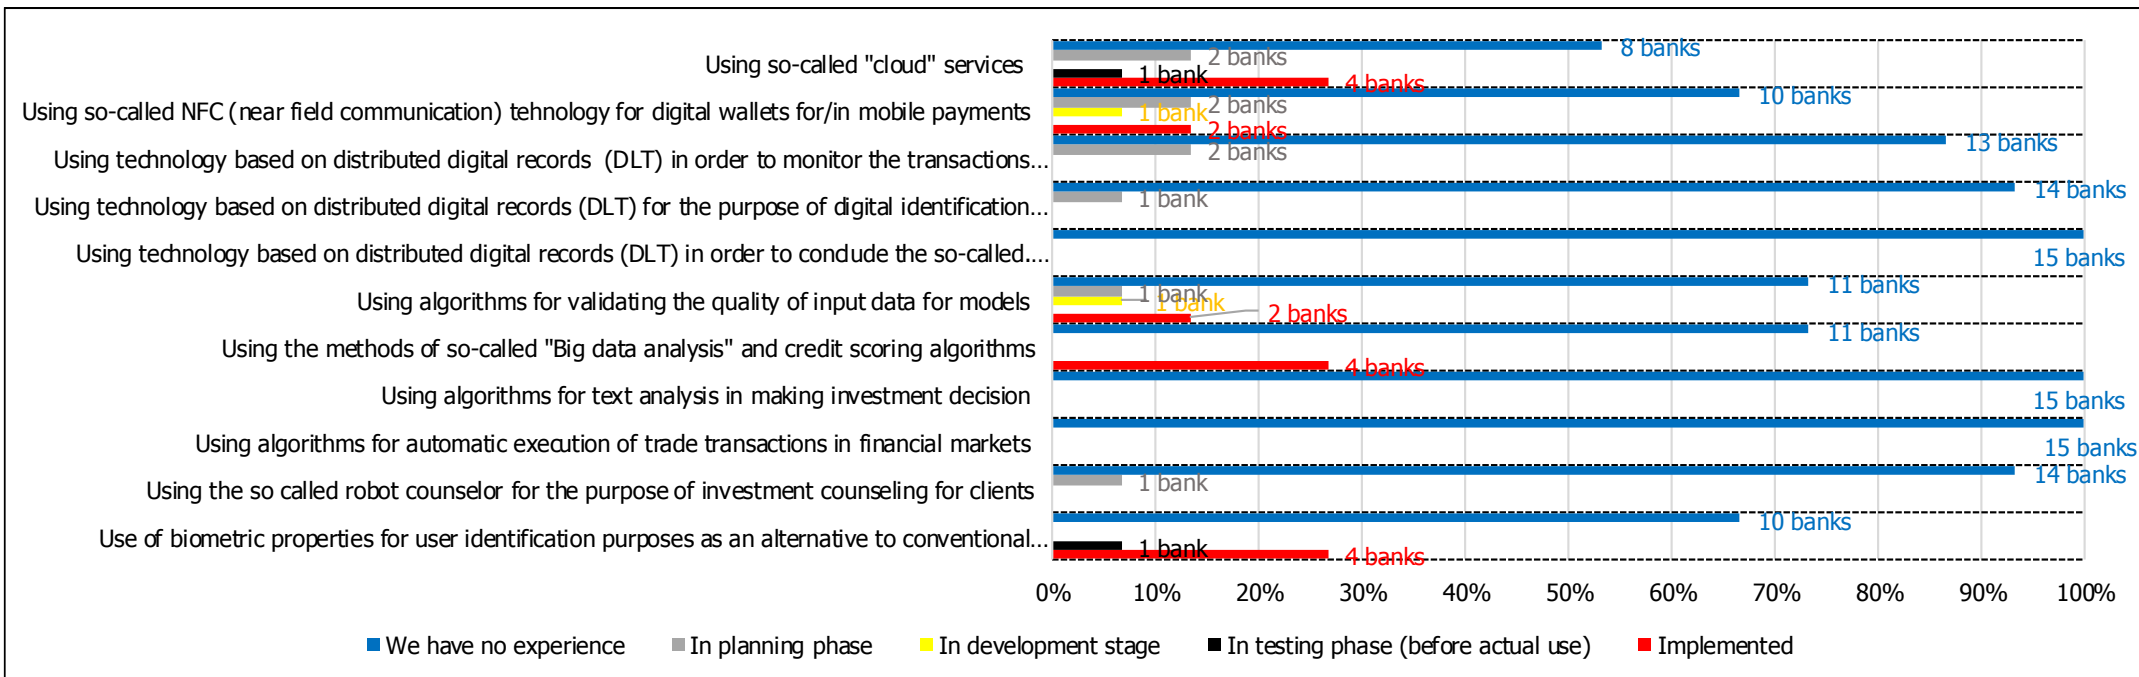 Using so-called "cloud" services
8 banks
2 banks
1 bank
4 banks
Using so-called NFC (near field communication) tehnology for digital wallets for/in mobile payments
10 banks
2 banks
1 bank
2 banks
Using technology based on distributed digital records (DLT) in order to monitor the transactions...
13 banks
2 banks
Using technology based on distributed digital records (DLT) for the purpose of digital identification...
14 banks
1 bank
Using technology based on distributed digital records (DLT) in order to conclude the so-called....
15 banks
Using algorithms for validating the quality of input data for models
11 banks
1 bank
1 bank
2 banks
Using the methods of so-called "Big data analysis" and credit scoring algorithms
11 banks
4 banks
Using algorithms for text analysis in making investment decision
15 banks
Using algorithms for automatic execution of trade transactions in financial markets
15 banks
Using the so called robot counselor for the purpose of investment counseling for clients
14 banks
1 bank
Use of biometric properties for user identification purposes as an alternative to conventional...
10 banks
1 bank
4 banks
0% 10% 20% 30% 40% 50% 60% 70% 80% 90% 100%
We have no experience In planning phase In development stage In testing phase (before actual use) Implemented